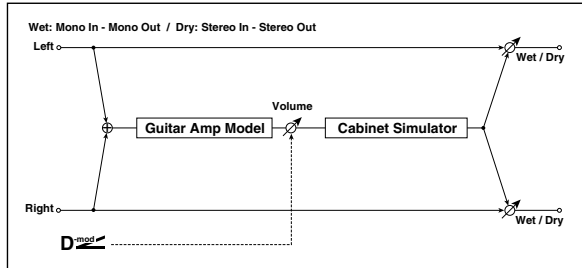 Wet: Mono In - Mono Out / Dry: Stereo In - Stereo Out
Left
Wet / Dry
Volume
Guitar Amp Model
Cabinet Simulator
Right
Wet / Dry
D-mod